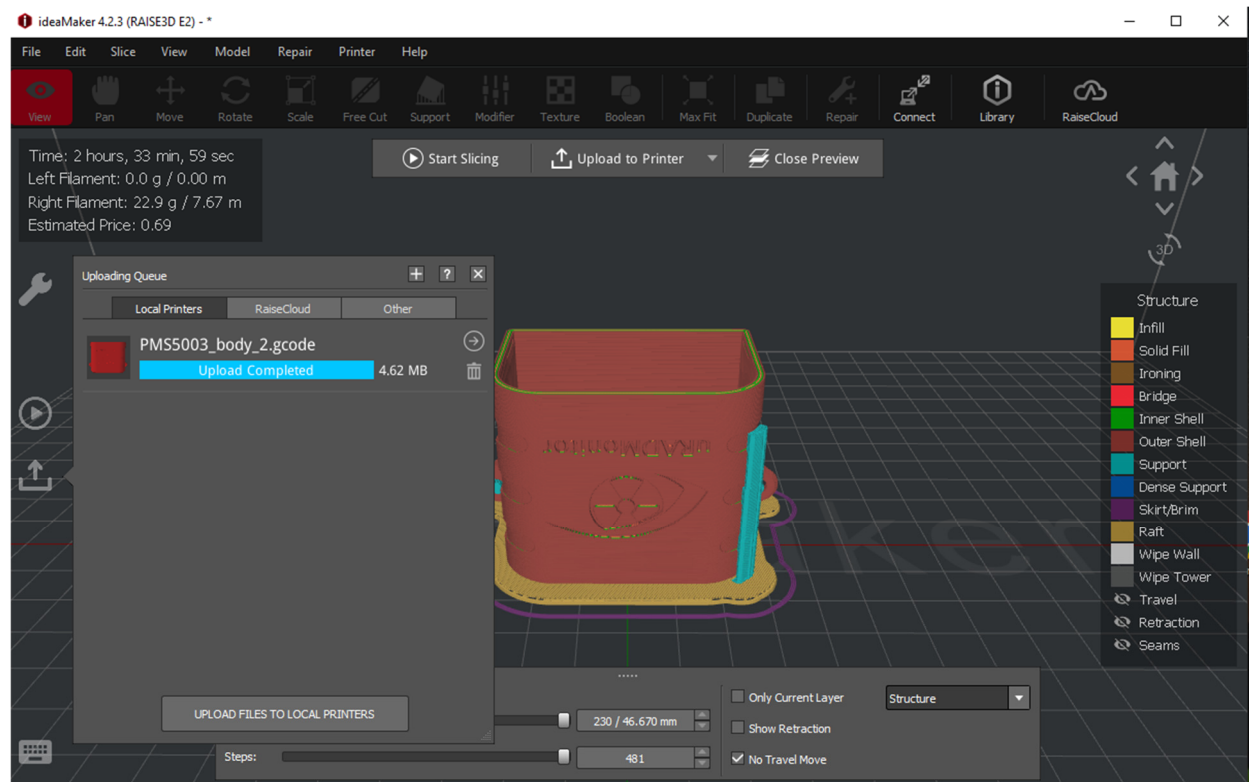 ideaMaker 4.2.3 (RAISE3D E2) - *
File Edit Slice View Model Repair Printer Help
View Pan Move Rotate Scale Free Cut Support Modifier Texture Boolean Max Fit Duplicate Repair Connect Library RaiseCloud
Time: 2 hours, 33 min, 59 sec
Left Filament: 0.0 g / 0.00 m
Right Filament: 22.9 g / 7.67 m
Estimated Price: 0.69
Start Slicing Upload to Printer Close Preview
3D
Uploading Queue + ?
Local Printers RaiseCloud Other
PMS5003_body_2.gcode
Upload Completed 4.62 MB
UPLOAD FILES TO LOCAL PRINTERS
Structure
Infill
Solid Fill
Ironing
Bridge
Inner Shell
Outer Shell
Support
Dense Support
Skirt/Brim
Raft
Wipe Wall
Wipe Tower
Travel
Retraction
Seams
230 / 46.670 mm
Steps: 481
Only Current Layer Structure
Show Retraction
No Travel Move